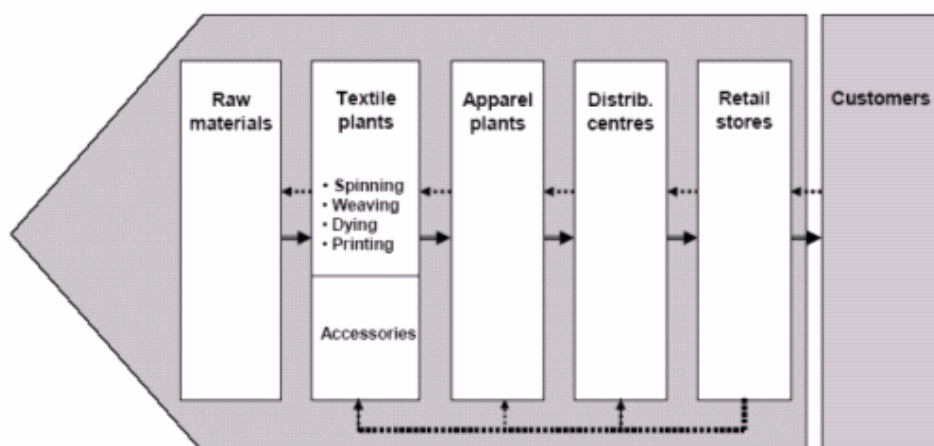 Raw
materials
Textile
plants
• Spinning
• Weaving
• Dying
• Printing
Accessories
Apparel
plants
Distrib.
centres
Retail
stores
Customers